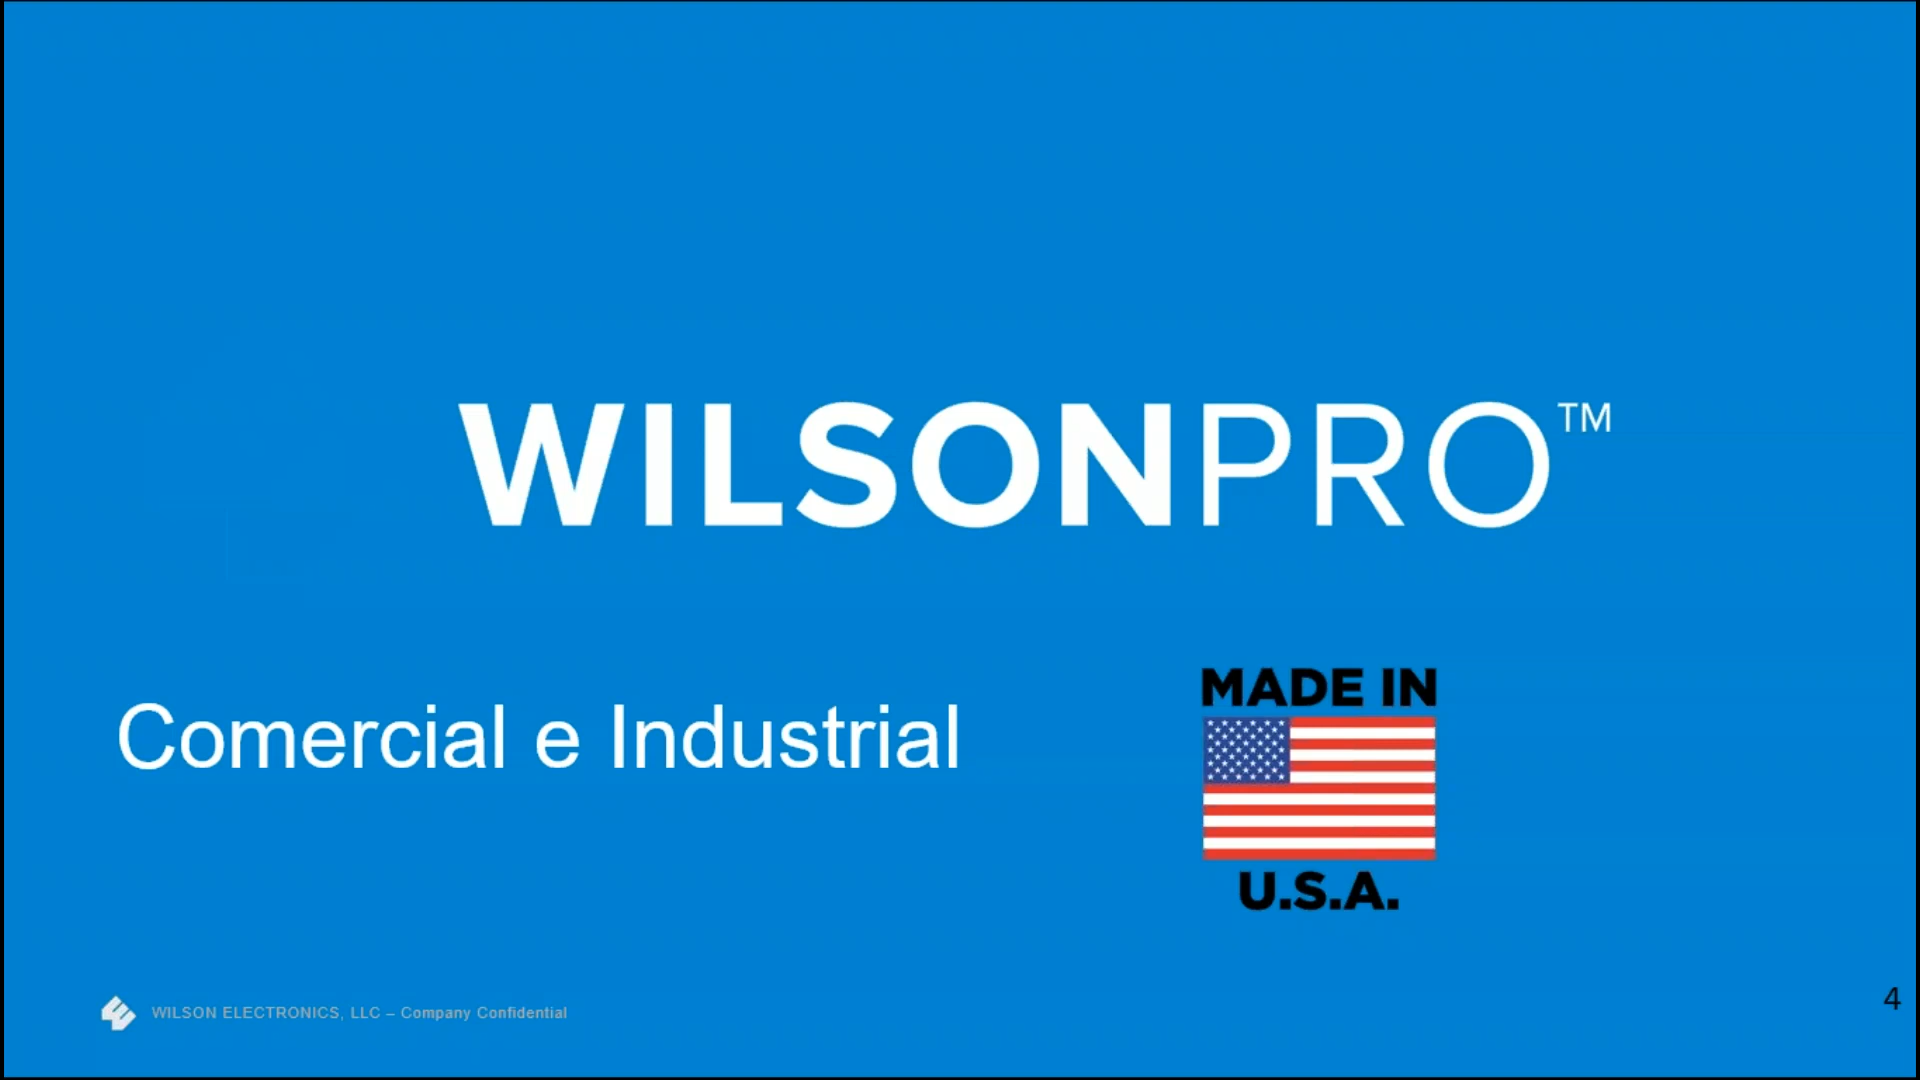 WILSONPRO™
Comercial e Industrial
MADE IN
U.S.A.
WILSON ELECTRONICS, LLC – Company Confidential
4